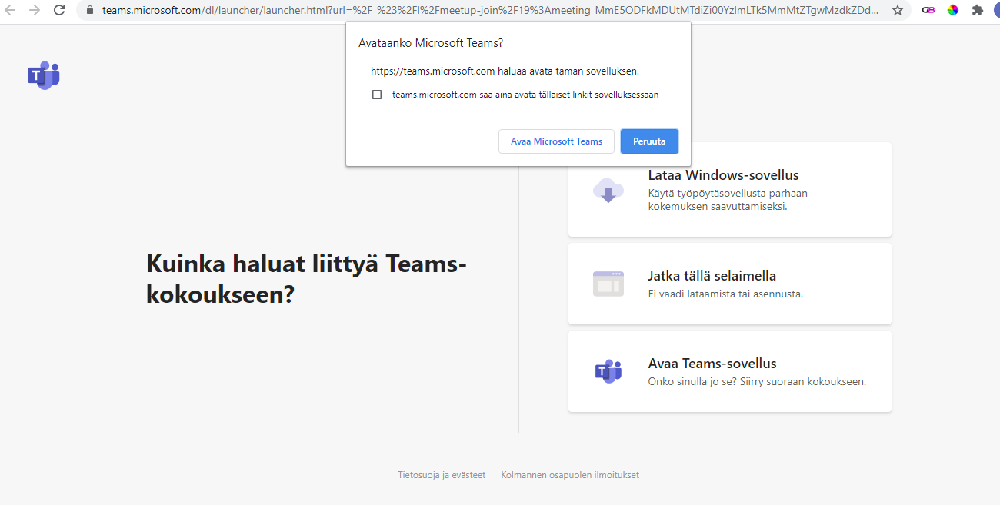 teams.microsoft.com/dl/launcher/launcher.html?url=%2F_%23%2Fl%2Fmeetup-join%2F19%3Ameeting_MmE5ODFkMDUtMTdiZi00YzlmLTk5MmMtZTgwMzdkZDd...
Avataanko Microsoft Teams?
https://teams.microsoft.com haluaa avata tämän sovelluksen.
teams.microsoft.com saa aina avata tällaiset linkit sovelluksessaan
Avaa Microsoft Teams
Peruuta
Kuinka haluat liittyä Teams-
kokoukseen?
Lataa Windows-sovellus
Käytä työpöytäsovellusta parhaan
kokemuksen saavuttamiseksi.
Jatka tällä selaimella
Ei vaadi lataamista tai asennusta.
Avaa Teams-sovellus
Onko sinulla jo se? Siirry suoraan kokoukseen.
Tietosuoja ja evästeet
Kolmannen osapuolen ilmoitukset